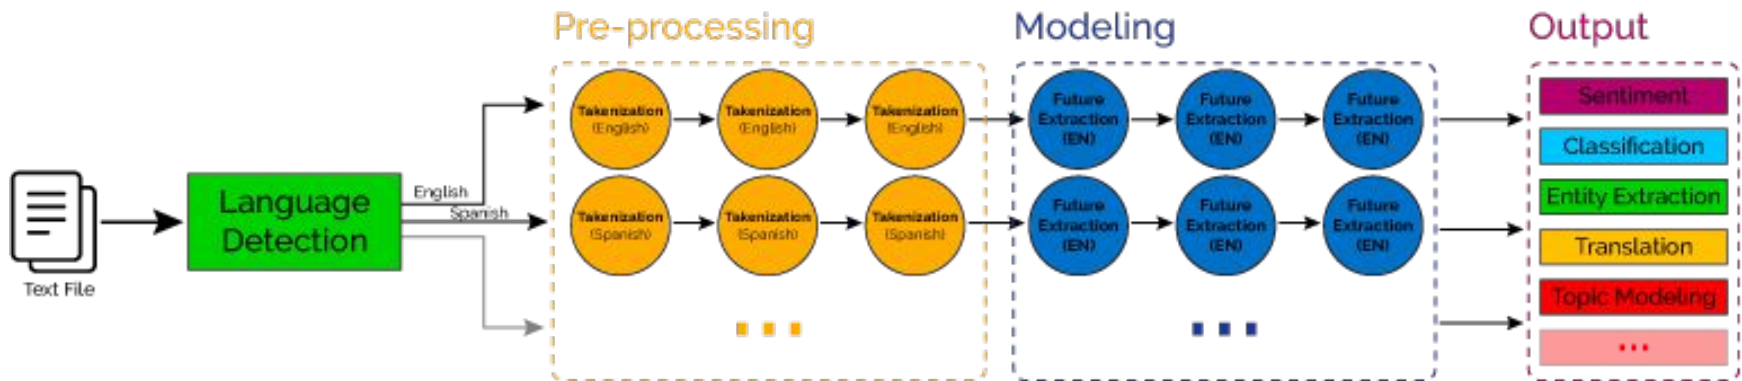 Pre-processing
Modeling
Output
Text File
Language
Detection
English
Spanish
Takenization
(English)
Takenization
(English)
Takenization
(English)
Takenization
(Spanish)
Takenization
(Spanish)
Takenization
(Spanish)
Future
Extraction
(EN)
Future
Extraction
(EN)
Future
Extraction
(EN)
Future
Extraction
(EN)
Future
Extraction
(EN)
Future
Extraction
(EN)
Sentiment
Classification
Entity Extraction
Translation
Topic Modeling
...